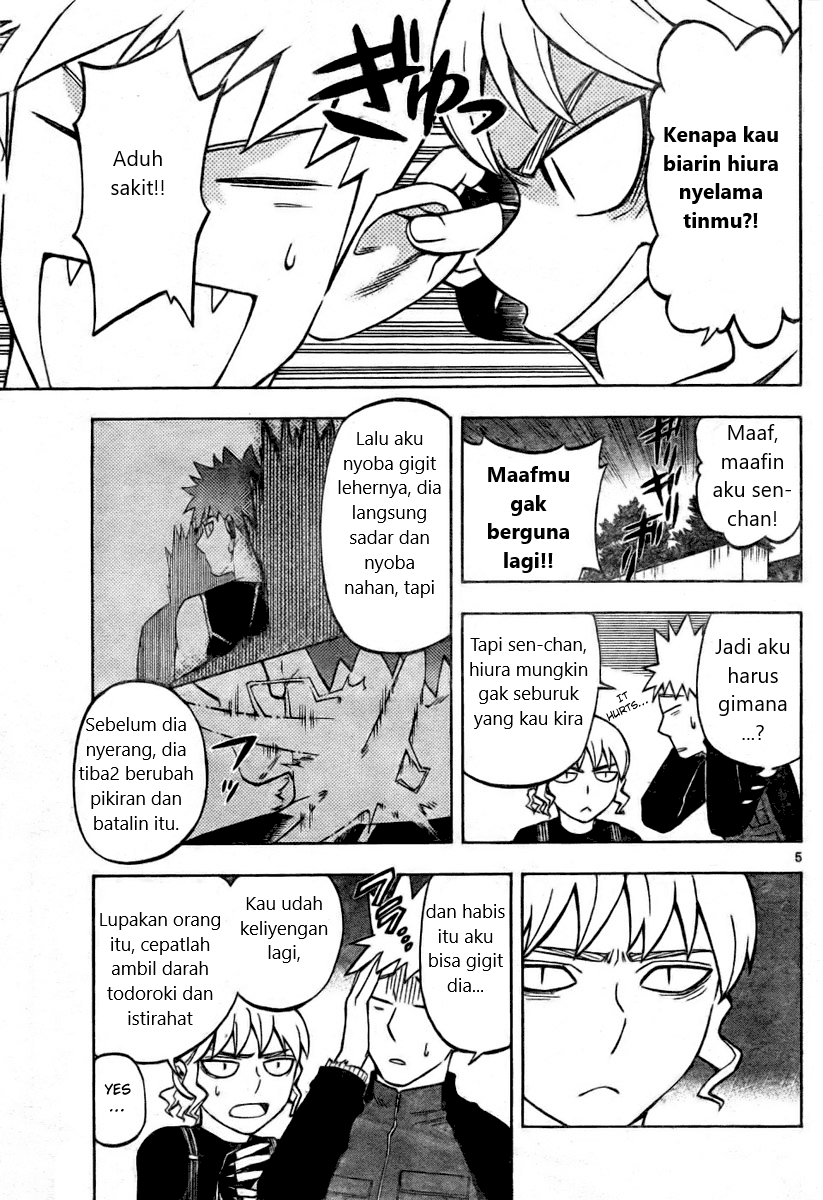 Kenapa kau
biarin hiura
nyelama
tinmu?!
ぎゅっ
Aduh
sakit!!
Maaf,
maafin
aku sen-
chan!
Maafmu
gak
berguna
lagi!!
Jadi aku
harus
gimana
...?
IT
HURTS...
Tapi sen-chan,
hiura mungkin
gak seburuk
yang kau kira
Lalu aku
nyoba gigit
lehernya, dia
langsung
sadar dan
nyoba
nahan, tapi
Sebelum dia
nyerang, dia
tiba2 berubah
pikiran dan
batalin itu.
5
dan habis
itu aku
bisa gigit
dia...
Kau udah
keliyengan
lagi,
Lupakan orang
itu, cepatlah
ambil darah
todoroki dan
istirahat
YES
...